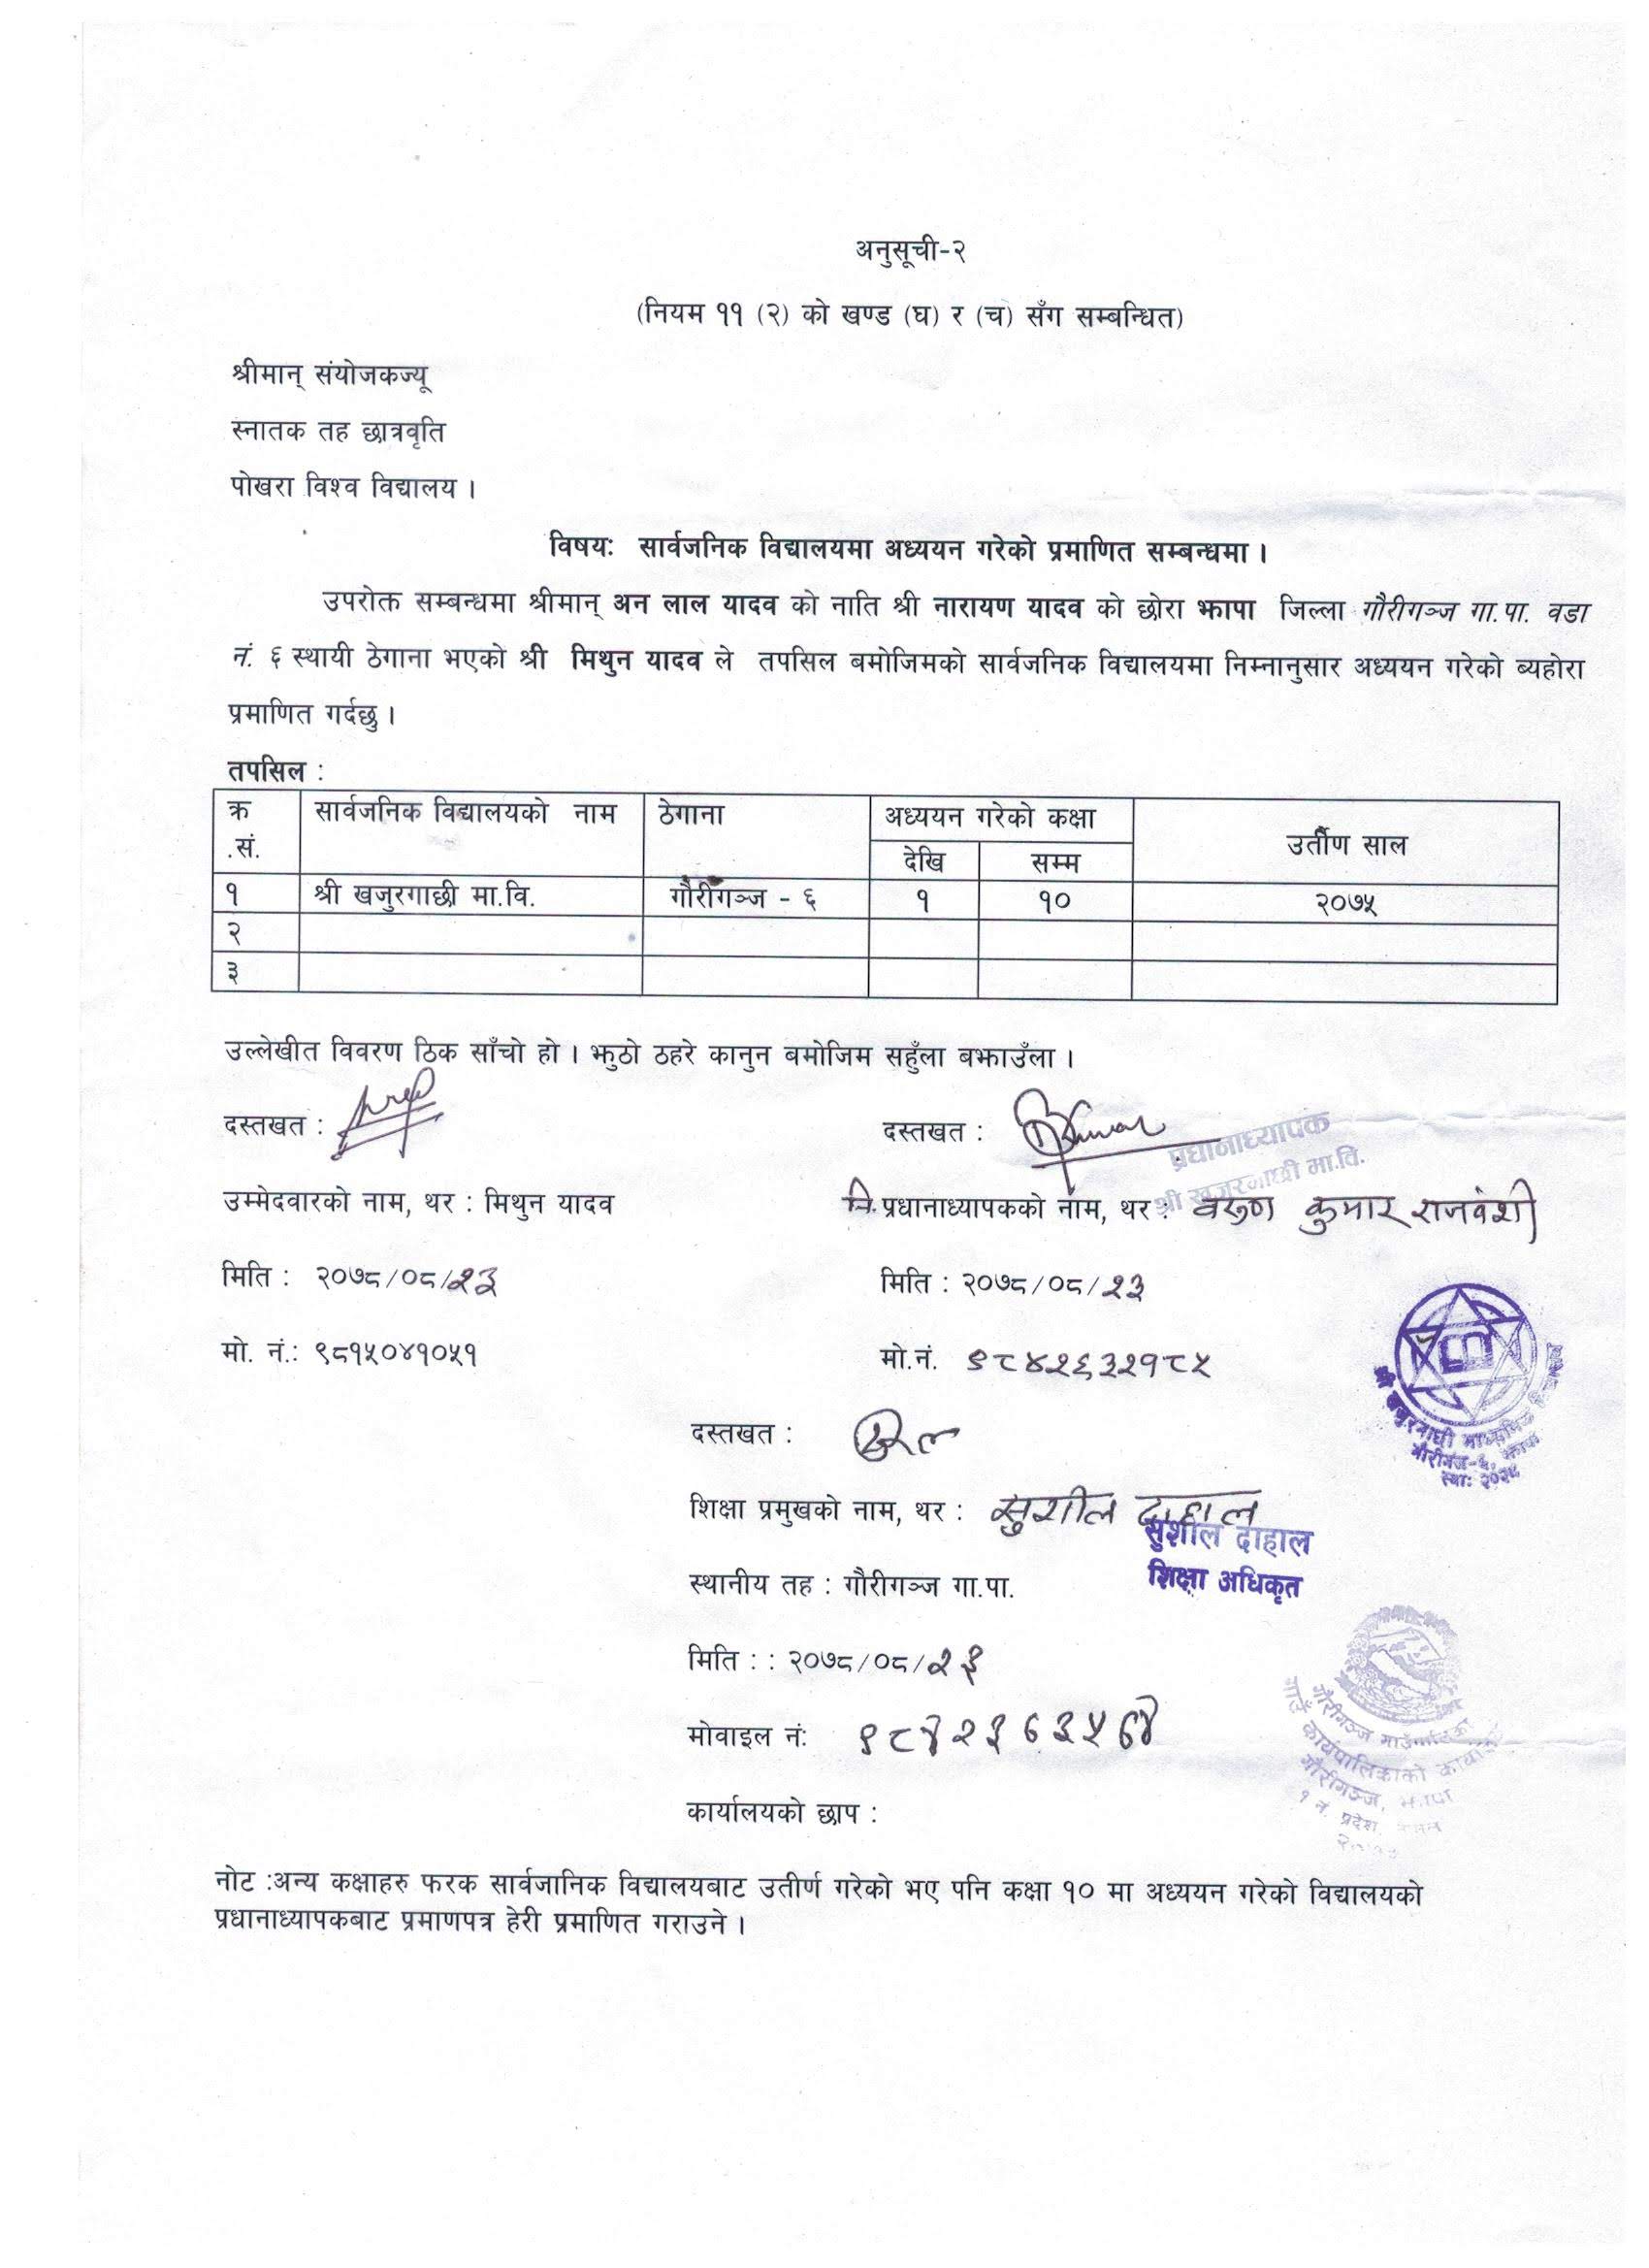 अनुसूची-२
(नियम ११ (२) को खण्ड (घ) र (च) सँग सम्बन्धित)
श्रीमान् संयोजकज्यू
स्नातक तह छात्रवृति
पोखरा विश्व विद्यालय ।
विषयः सार्वजनिक विद्यालयमा अध्ययन गरेको प्रमाणित सम्बन्धमा ।
उपरोक्त सम्बन्धमा श्रीमान् अन लाल यादव को नाति श्री नारायण यादव को छोरा झापा जिल्ला गौरीगञ्ज गा.पा. वडा
नं. ६ स्थायी ठेगाना भएको श्री मिथुन यादव ले तपसिल बमोजिमको सार्वजनिक विद्यालयमा निम्नानुसार अध्ययन गरेको ब्यहोरा
प्रमाणित गर्दछु ।
तपसिल :
क्र .सं. सार्वजनिक विद्यालयको नाम ठेगाना अध्ययन गरेको कक्षा उर्तीण साल
देखि सम्म
१ श्री खजुरगाछी मा.वि. गौरीगञ्ज - ६ १ १० २०७५
२
३
उल्लेखीत विवरण ठिक साँचो हो । झुठो ठहरे कानुन बमोजिम सहुँला बझाउँला ।
दस्तखत : दस्तखत :
प्रधानाध्यापक
श्री खजुरगाछी मा.वि.
उम्मेदवारको नाम, थर : मिथुन यादव नि.प्रधानाध्यापकको नाम, थर : वरुण कुमार राजवंशी
मिति : २०७८/०८/२३ मिति : २०७८/०८/२३
मो. नं.: ९८१५०४१०५१ मो.नं. ९८४२६३२१८५
श्री खजुरगाछी माध्यमिक विद्यालय
गौरीगंज-६, झापा
स्था: २०२८
दस्तखत :
शिक्षा प्रमुखको नाम, थर : सुशील दाहाल
सुशील दाहाल
शिक्षा अधिकृत
स्थानीय तह : गौरीगञ्ज गा.पा.
मिति : : २०७८/०८/२३
मोवाइल नं:
गौरीगञ्ज गाउँपालिका
गाउँ कार्यपालिकाको कार्यालय
गौरीगञ्ज, झापा
१ नं. प्रदेश, नेपाल
कार्यालयको छाप :
नोट :अन्य कक्षाहरु फरक सार्वजानिक विद्यालयबाट उतीर्ण गरेको भए पनि कक्षा १० मा अध्ययन गरेको विद्यालयको
प्रधानाध्यापकबाट प्रमाणपत्र हेरी प्रमाणित गराउने ।